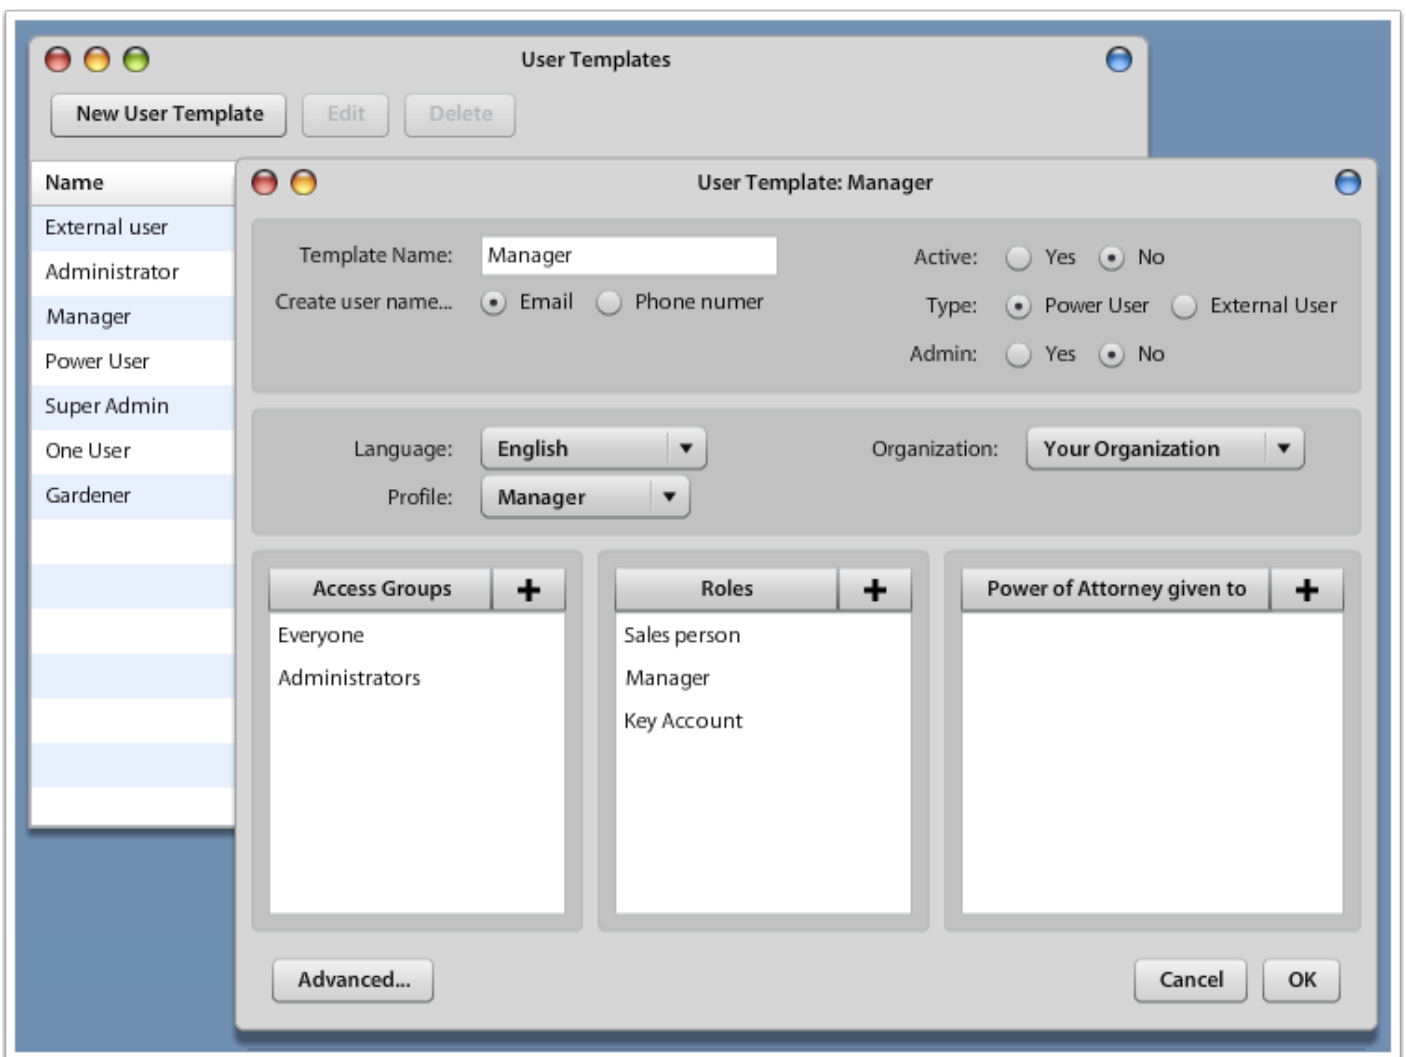 User Templates
New User Template
Edit
Delete
Name
External user
Administrator
Manager
Power User
Super Admin
One User
Gardener
User Template: Manager
Template Name: Manager
Active: Yes No
Create user name... Email Phone numer
Type: Power User External User
Admin: Yes No
Language: English
Organization: Your Organization
Profile: Manager
Access Groups +
Everyone
Administrators
Roles +
Sales person
Manager
Key Account
Power of Attorney given to +
Advanced...
Cancel
OK